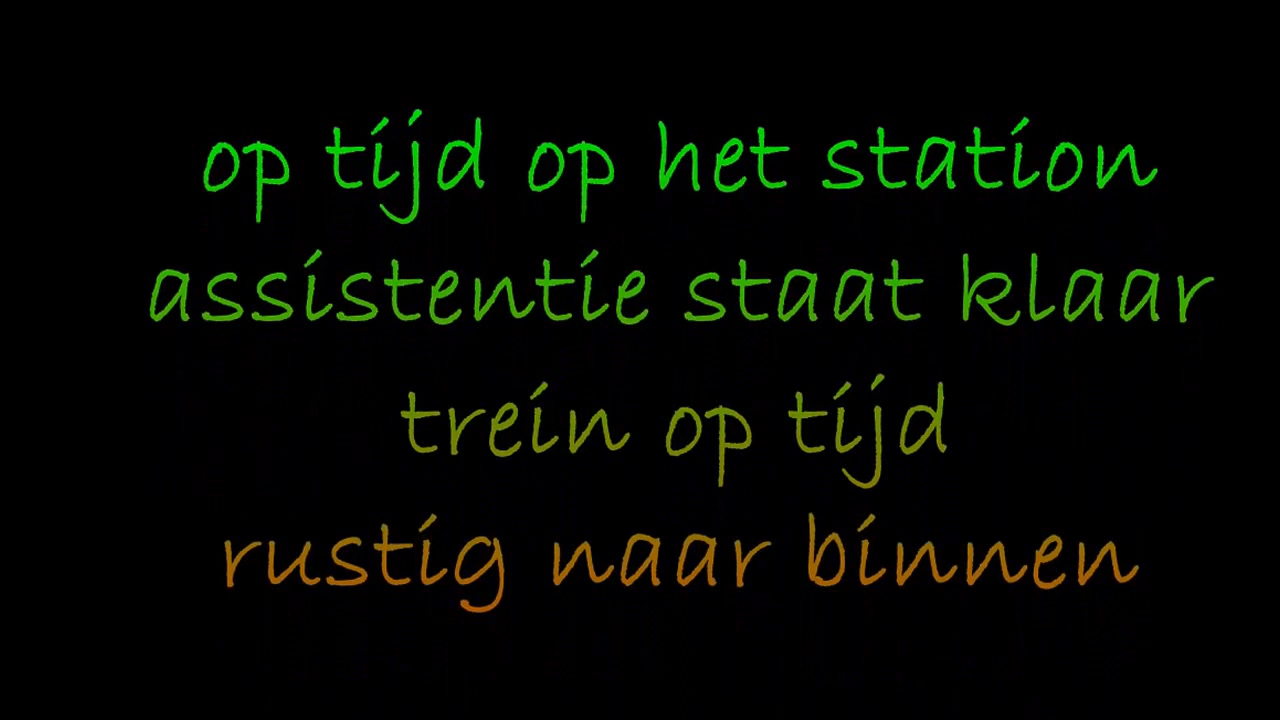 op tijd op het station
assistentie staat klaar
trein op tijd
rustig naar binnen